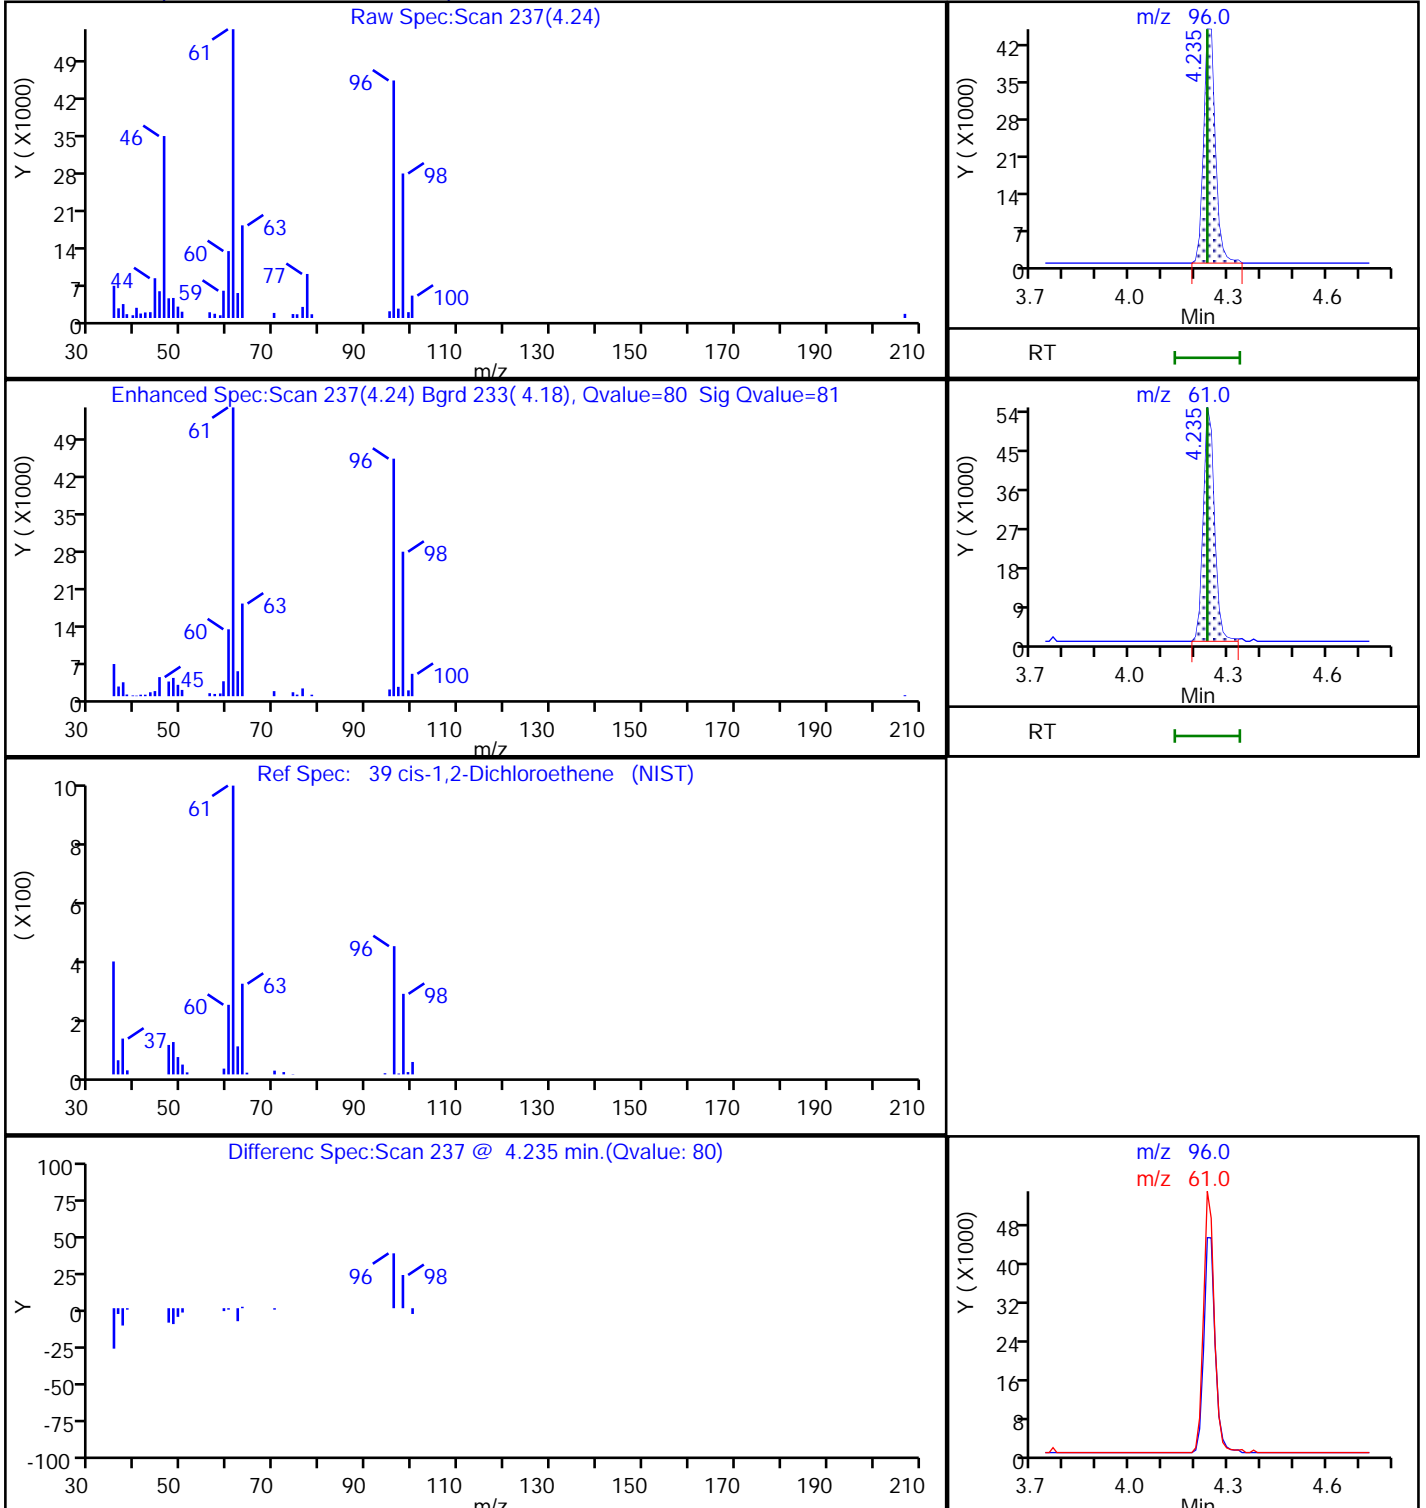 Raw Spec:Scan 237(4.24)
Y ( X1000)
49
42
35
28
21
14
7
0
61
96
46
98
63
60
77
44
59
100
30 50 70 90 110 130 150 170 190 210
m/z
m/z 96.0
Y ( X1000)
42
35
28
21
14
7
0
4.235
3.7 4.0 4.3 4.6
Min
RT
Enhanced Spec:Scan 237(4.24) Bgrd 233( 4.18), Qvalue=80 Sig Qvalue=81
Y ( X1000)
49
42
35
28
21
14
7
0
61
96
98
63
60
45
100
30 50 70 90 110 130 150 170 190 210
m/z
m/z 61.0
Y ( X1000)
54
45
36
27
18
9
0
4.235
3.7 4.0 4.3 4.6
Min
RT
Ref Spec: 39 cis-1,2-Dichloroethene (NIST)
( X100)
10
8
6
4
2
0
61
96
63
98
60
37
30 50 70 90 110 130 150 170 190 210
Differenc Spec:Scan 237 @ 4.235 min.(Qvalue: 80)
Y
100
75
50
25
0
-25
-50
-75
-100
96
98
30 50 70 90 110 130 150 170 190 210
m/z
m/z 96.0
m/z 61.0
Y ( X1000)
48
40
32
24
16
8
0
3.7 4.0 4.3 4.6
Min